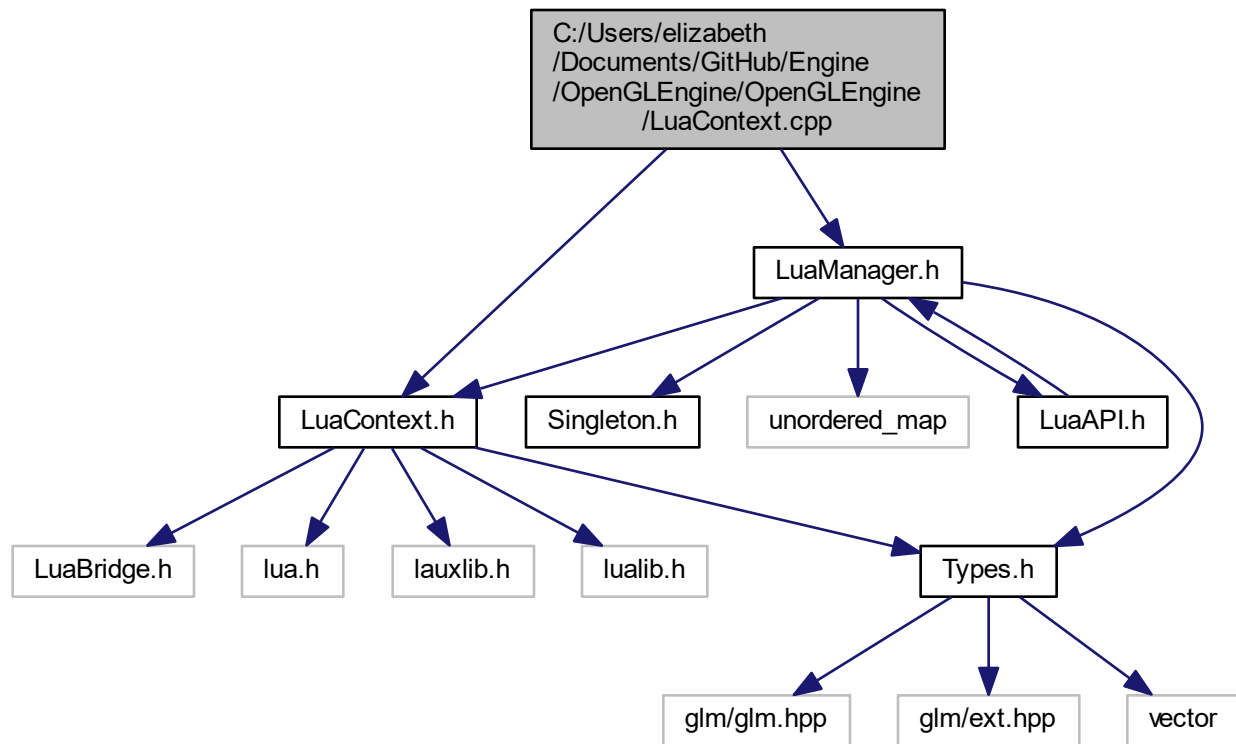 C:/Users/elizabeth
/Documents/GitHub/Engine
/OpenGLEngine/OpenGLEngine
/LuaContext.cpp
LuaManager.h
LuaContext.h
Singleton.h
unordered_map
LuaAPI.h
LuaBridge.h
lua.h
lauxlib.h
lualib.h
Types.h
glm/glm.hpp
glm/ext.hpp
vector